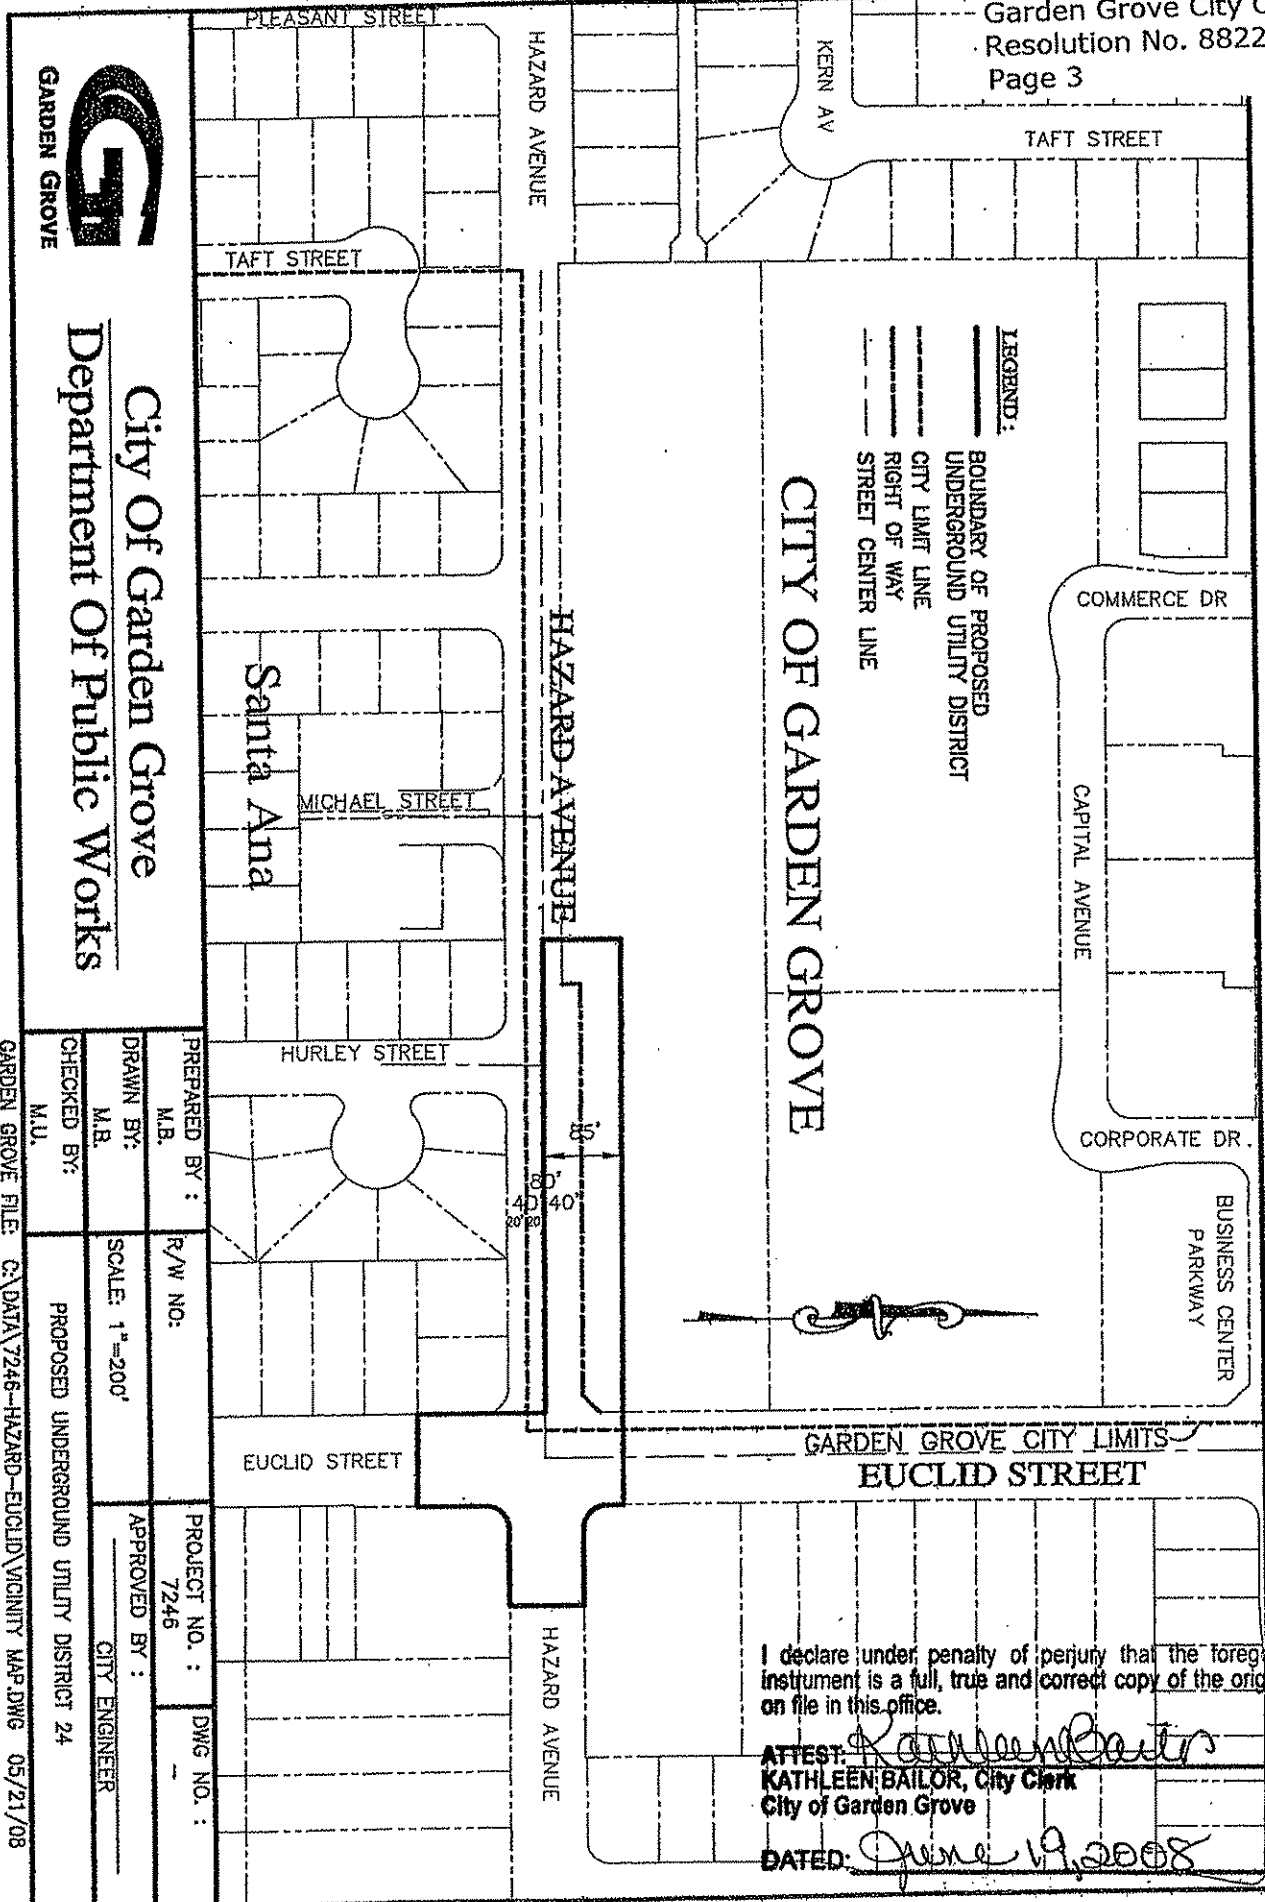 Garden Grove City
Resolution No. 8822
Page 3
PLEASANT STREET
HAZARD AVENUE
KERN AV
TAFT STREET
TAFT STREET
LEGEND:
BOUNDARY OF PROPOSED
UNDERGROUND UTILITY DISTRICT
CITY LIMIT LINE
RIGHT OF WAY
STREET CENTER LINE
CITY OF GARDEN GROVE
COMMERCE DR
CAPITAL AVENUE
CORPORATE DR.
BUSINESS CENTER
PARKWAY
HAZARD AVENUE
Santa Ana
MICHAEL STREET
HURLEY STREET
85'
80'
40' 40'
20' 20'
GARDEN GROVE CITY LIMITS
EUCLID STREET
EUCLID STREET
HAZARD AVENUE
I declare under penalty of perjury that the
instrument is a full, true and correct copy of the
on file in this office.
ATTEST: Kathleen Bailor
KATHLEEN BAILOR, City Clerk
City of Garden Grove
DATED: June 19, 2008
G
GARDEN GROVE
City Of Garden Grove
Department Of Public Works
PREPARED BY :
M.B.
DRAWN BY:
M.B.
CHECKED BY:
M.U.
R/W NO:
SCALE: 1"=200'
PROJECT NO. :
7246
DWG NO. :
--
APPROVED BY :
CITY ENGINEER
PROPOSED UNDERGROUND UTILITY DISTRICT 24
GARDEN GROVE FILE: C:\DATA\7246-HAZARD-EUCLID\VICINITY MAP.DWG 05/21/08